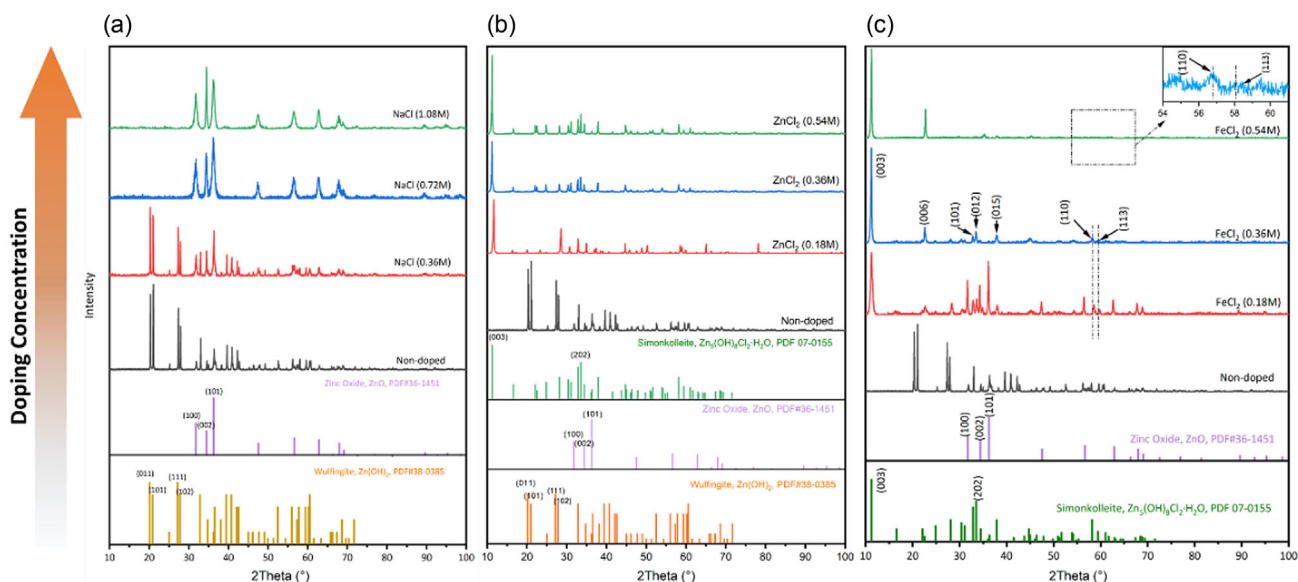 (a)
(b)
(c)
Doping Concentration
Intensity
NaCl (1.08M)
NaCl (0.72M)
NaCl (0.36M)
Non-doped
Zinc Oxide, ZnO, PDF#36-1451
(101)
(100)
(002)
Wulfingite, Zn(OH)2, PDF#38-0385
(011)
(111)
(101)
(102)
10 20 30 40 50 60 70 80 90 100
2Theta (°)
ZnCl2 (0.54M)
ZnCl2 (0.36M)
ZnCl2 (0.18M)
Non-doped
Simonkolleite, Zn5(OH)8Cl2·H2O, PDF 07-0155
(003)
(202)
Zinc Oxide, ZnO, PDF#36-1451
(101)
(100)
(002)
Wulfingite, Zn(OH)2, PDF#38-0385
(011)
(111)
(101)
(102)
10 20 30 40 50 60 70 80 90 100
2Theta (°)
(110)
(113)
54 56 58 60
FeCl2 (0.54M)
(003)
(006)
(101)
(012)
(015)
(110)
(113)
FeCl2 (0.36M)
FeCl2 (0.18M)
Non-doped
(100)
(002)
(101)
Zinc Oxide, ZnO, PDF#36-1451
(003)
(202)
Simonkolleite, Zn5(OH)8Cl2·H2O, PDF 07-0155
10 20 30 40 50 60 70 80 90 100
2Theta (°)